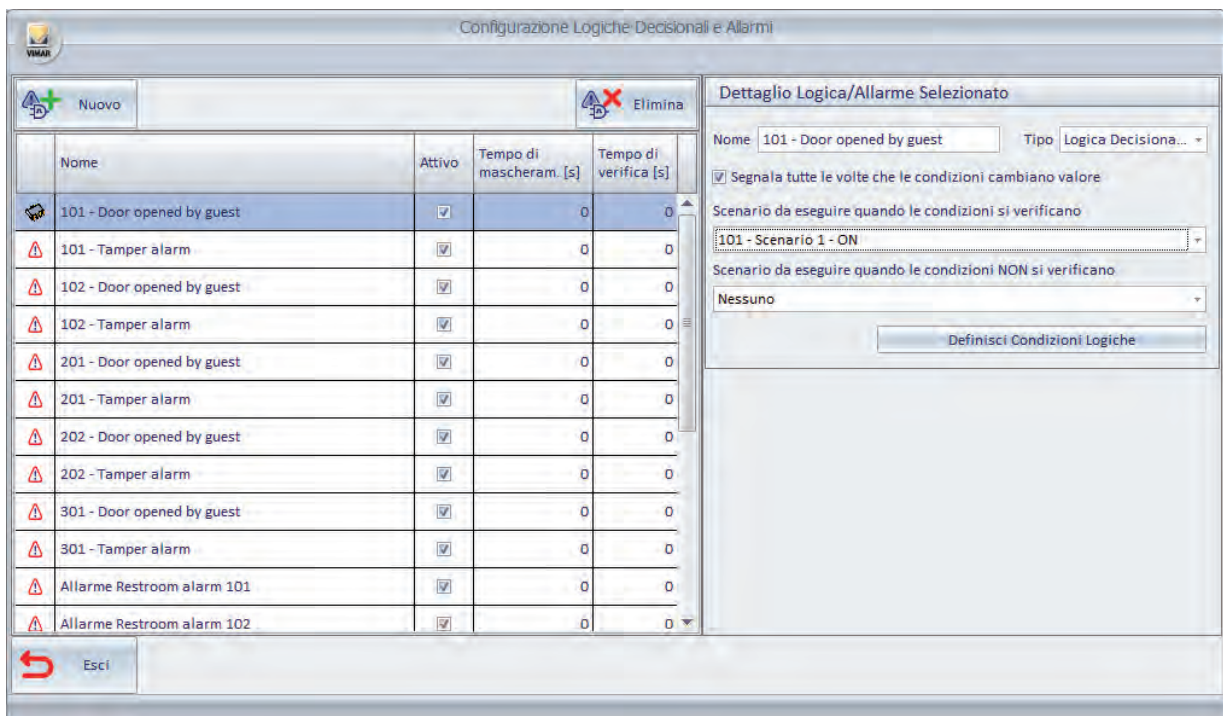 Configurazione Logiche Decisionali e Allarmi
VIMAR
Nuovo
Elimina
Nome Attivo Tempo di mascheram. [s] Tempo di verifica [s]
101 - Door opened by guest 0 0
101 - Tamper alarm 0 0
102 - Door opened by guest 0 0
102 - Tamper alarm 0 0
201 - Door opened by guest 0 0
201 - Tamper alarm 0 0
202 - Door opened by guest 0 0
202 - Tamper alarm 0 0
301 - Door opened by guest 0 0
301 - Tamper alarm 0 0
Allarme Restroom alarm 101 0 0
Allarme Restroom alarm 102 0 0
Dettaglio Logica/Allarme Selezionato
Nome 101 - Door opened by guest Tipo Logica Decisiona...
Segnala tutte le volte che le condizioni cambiano valore
Scenario da eseguire quando le condizioni si verificano
101 - Scenario 1 - ON
Scenario da eseguire quando le condizioni NON si verificano
Nessuno
Definisci Condizioni Logiche
Esci